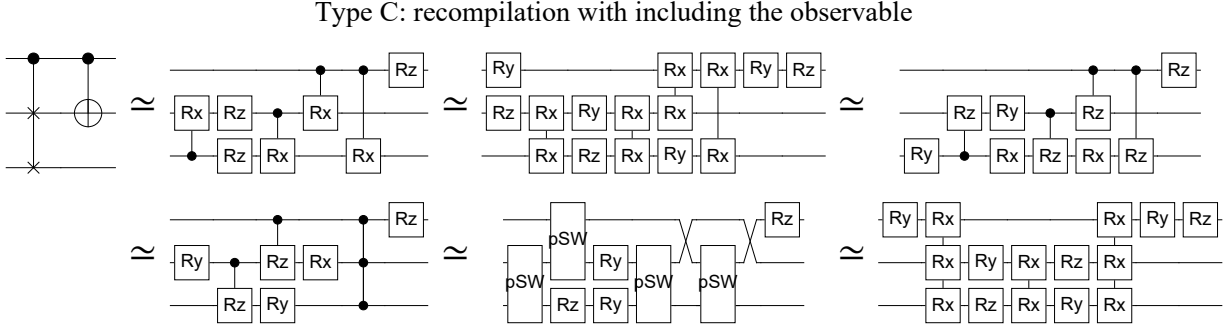 Type C: recompilation with including the observable
Rz Ry Rx Rx Ry Rz Rz
≃ Rx Rz Rx ≃ Rz Rx Ry Rx Rx ≃ Rz Ry Rz
Rz Rx Rx Rx Rz Rx Ry Rx Ry Rx Rz Rz
Rz Rz Ry Rx Rx Ry Rz
pSW
≃ Ry Rz Rx ≃ Ry ≃ Rx Ry Rx Rz Rx
pSW pSW pSW
Rz Ry Rz Ry Rx Rz Rx Ry Rx